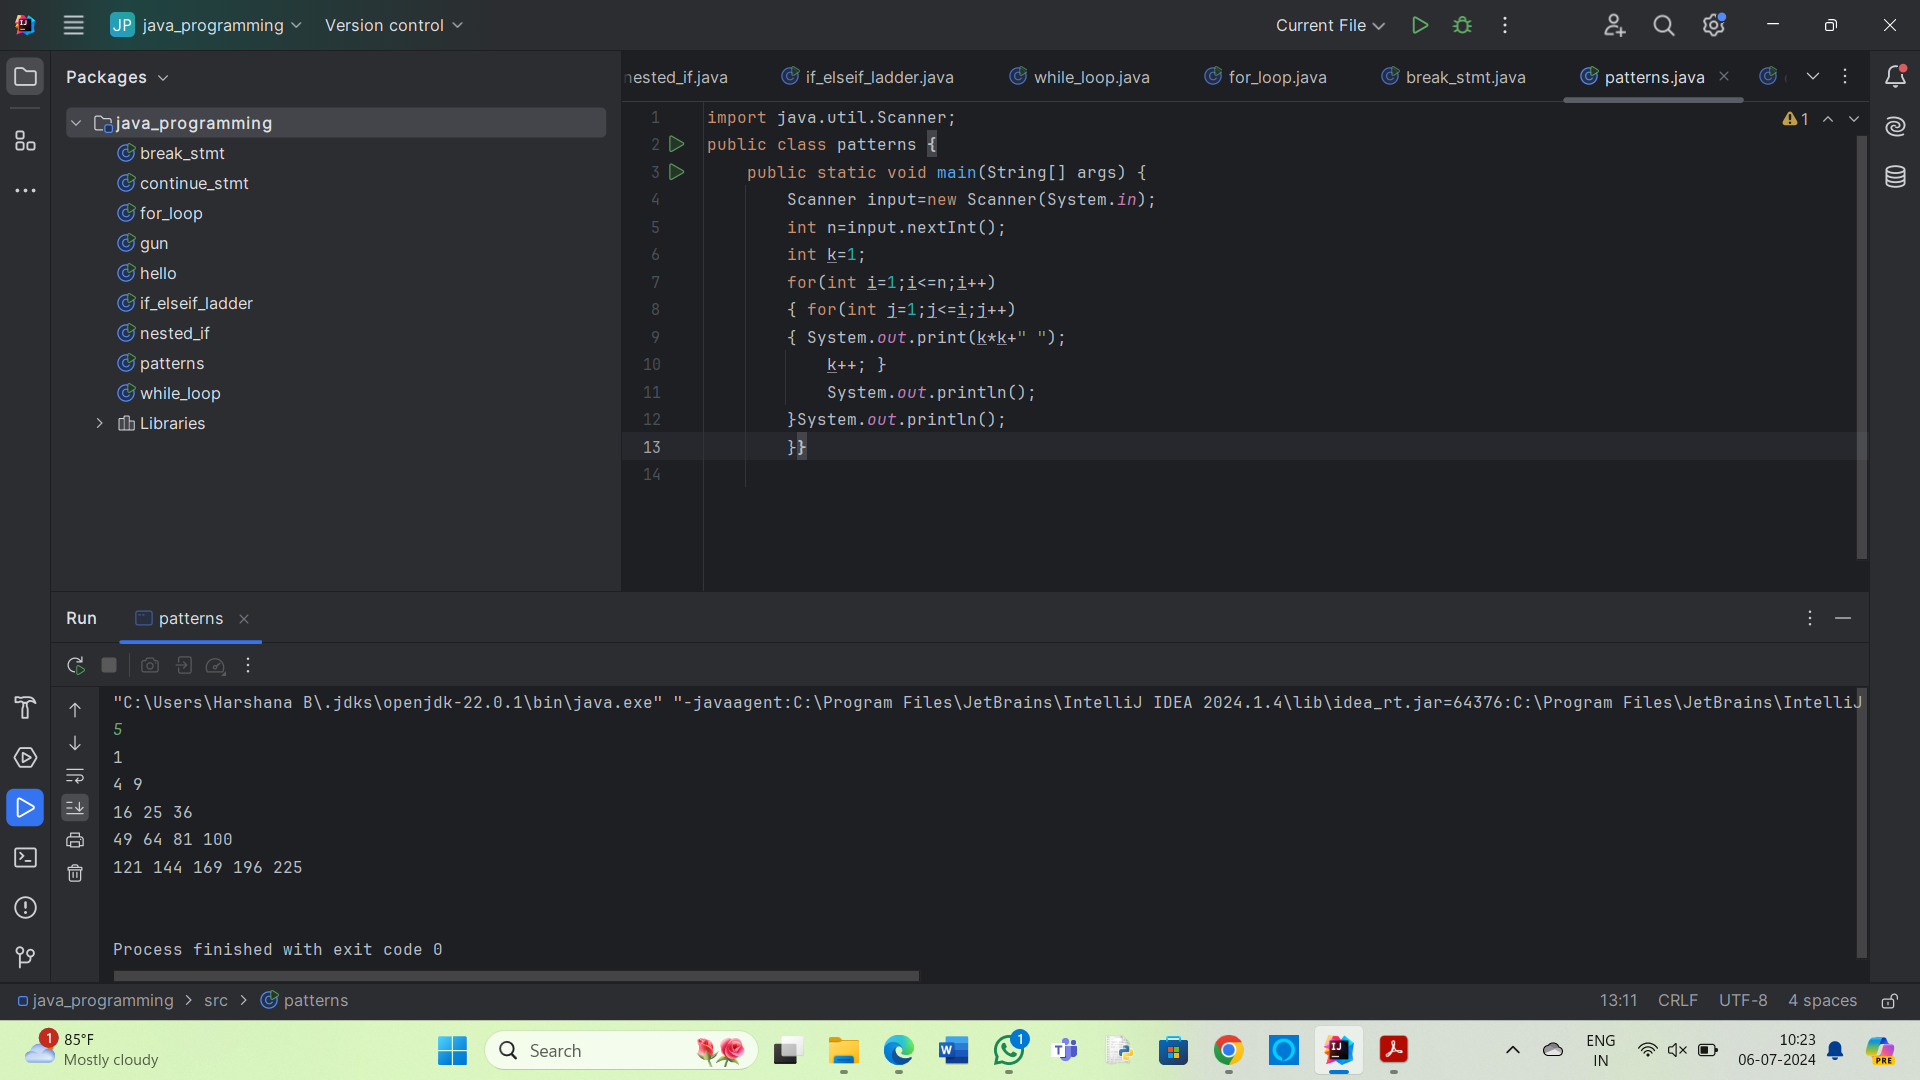 JP java_programming Version control Current File
Packages
nested_if.java if_elseif_ladder.java while_loop.java for_loop.java break_stmt.java patterns.java
java_programming
break_stmt
continue_stmt
for_loop
gun
hello
if_elseif_ladder
nested_if
patterns
while_loop
Libraries
1 import java.util.Scanner;
2 public class patterns {
3 public static void main(String[] args) {
4 Scanner input=new Scanner(System.in);
5 int n=input.nextInt();
6 int k=1;
7 for(int i=1;i<=n;i++)
8 { for(int j=1;j<=i;j++)
9 { System.out.print(k*k+" ");
10 k++; }
11 System.out.println();
12 }System.out.println();
13 }}
14
1
Run patterns
"C:\Users\Harshana B\.jdks\openjdk-22.0.1\bin\java.exe" "-javaagent:C:\Program Files\JetBrains\IntelliJ IDEA 2024.1.4\lib\idea_rt.jar=64376:C:\Program Files\JetBrains\IntelliJ
5
1
4 9
16 25 36
49 64 81 100
121 144 169 196 225
Process finished with exit code 0
java_programming > src > patterns 13:11 CRLF UTF-8 4 spaces
1 85°F
Mostly cloudy
Search
1
ENG
IN
10:23
06-07-2024
PRE